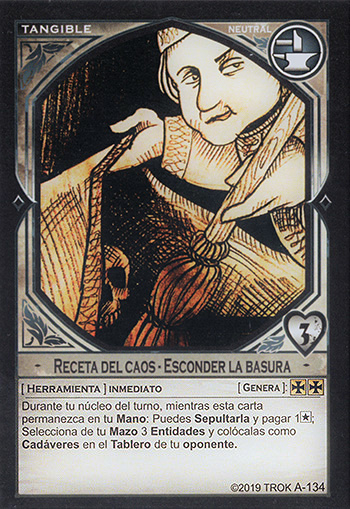 TANGIBLE
NEUTRAL
3
- RECETA DEL CAOS - ESCONDER LA BASURA -
[ HERRAMIENTA ] INMEDIATO [ GENERA ]:
Durante tu núcleo del turno, mientras esta carta
permanezca en tu Mano: Puedes Sepultarla y pagar 1;
Selecciona de tu Mazo 3 Entidades y colócalas como
Cadáveres en el Tablero de tu oponente.
©2019 TROK A-134